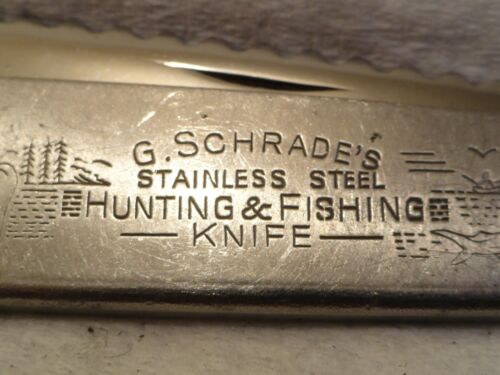 G. SCHRADE'S
STAINLESS STEEL
HUNTING & FISHING
KNIFE